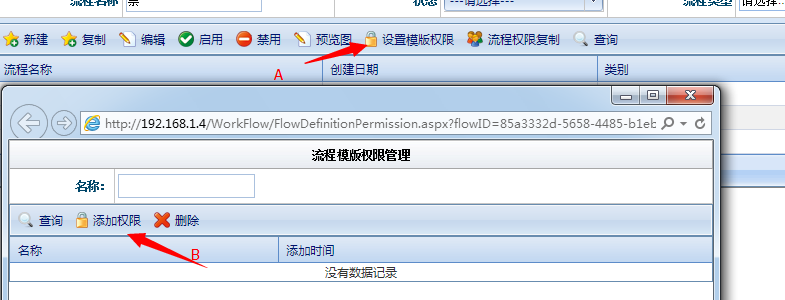 流程名称 禁 状态 ---请选择--- 流程类型 请选择
新建 复制 编辑 启用 禁用 预览图 设置模版权限 流程权限复制 查询
A
流程名称 创建日期 类别
http://192.168.1.4/WorkFlow/FlowDefinitionPermission.aspx?flowID=85a3332d-5658-4485-b1eb
流程模版权限管理
名称:
查询 添加权限 删除
B
名称 添加时间
没有数据记录